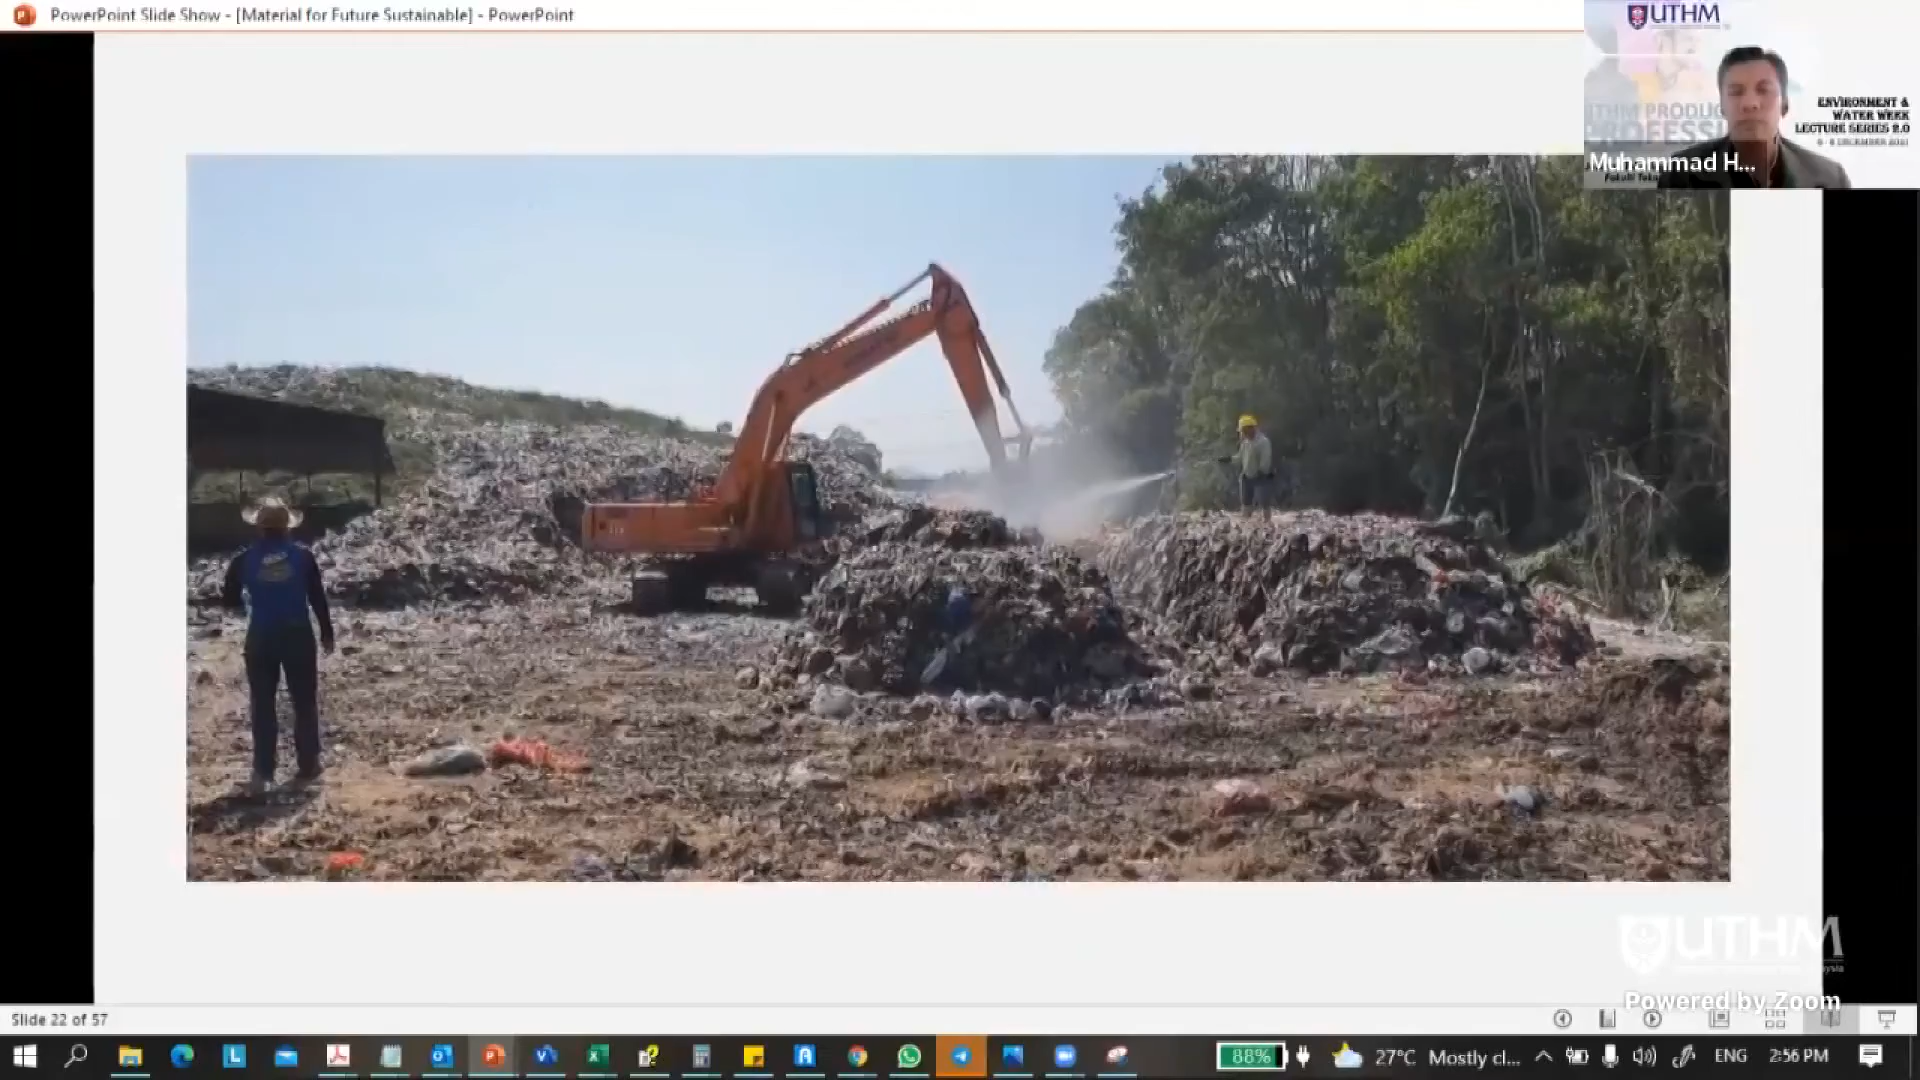 PowerPoint Slide Show - [Material for Future Sustainable] - PowerPoint
UTHM
ENVIRONMENT &
WATER WEEK
LECTURE SERIES 2.0
Muhammad H...
UTHM
Powered by Zoom
Slide 22 of 57
88%
27°C Mostly cl...
ENG
2:56 PM